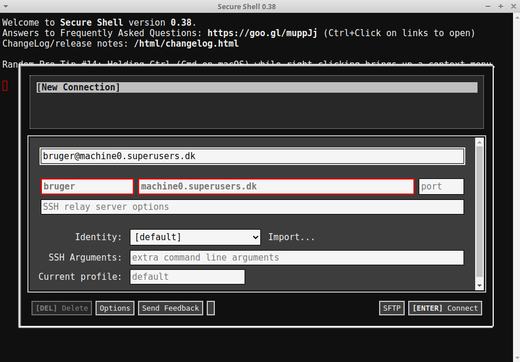 Secure Shell 0.38
Welcome to Secure Shell version 0.38.
Answers to Frequently Asked Questions: https://goo.gl/muppJj (Ctrl+Click on links to open)
ChangeLog/release notes: /html/changelog.html
Random Pro Tip #14: Holding Ctrl (Cmd on macOS) while right clicking brings up a context menu
[New Connection]
bruger@machine0.superusers.dk
bruger machine0.superusers.dk port
SSH relay server options
Identity: [default] Import...
SSH Arguments: extra command line arguments
Current profile: default
[DEL] Delete Options Send Feedback SFTP [ENTER] Connect